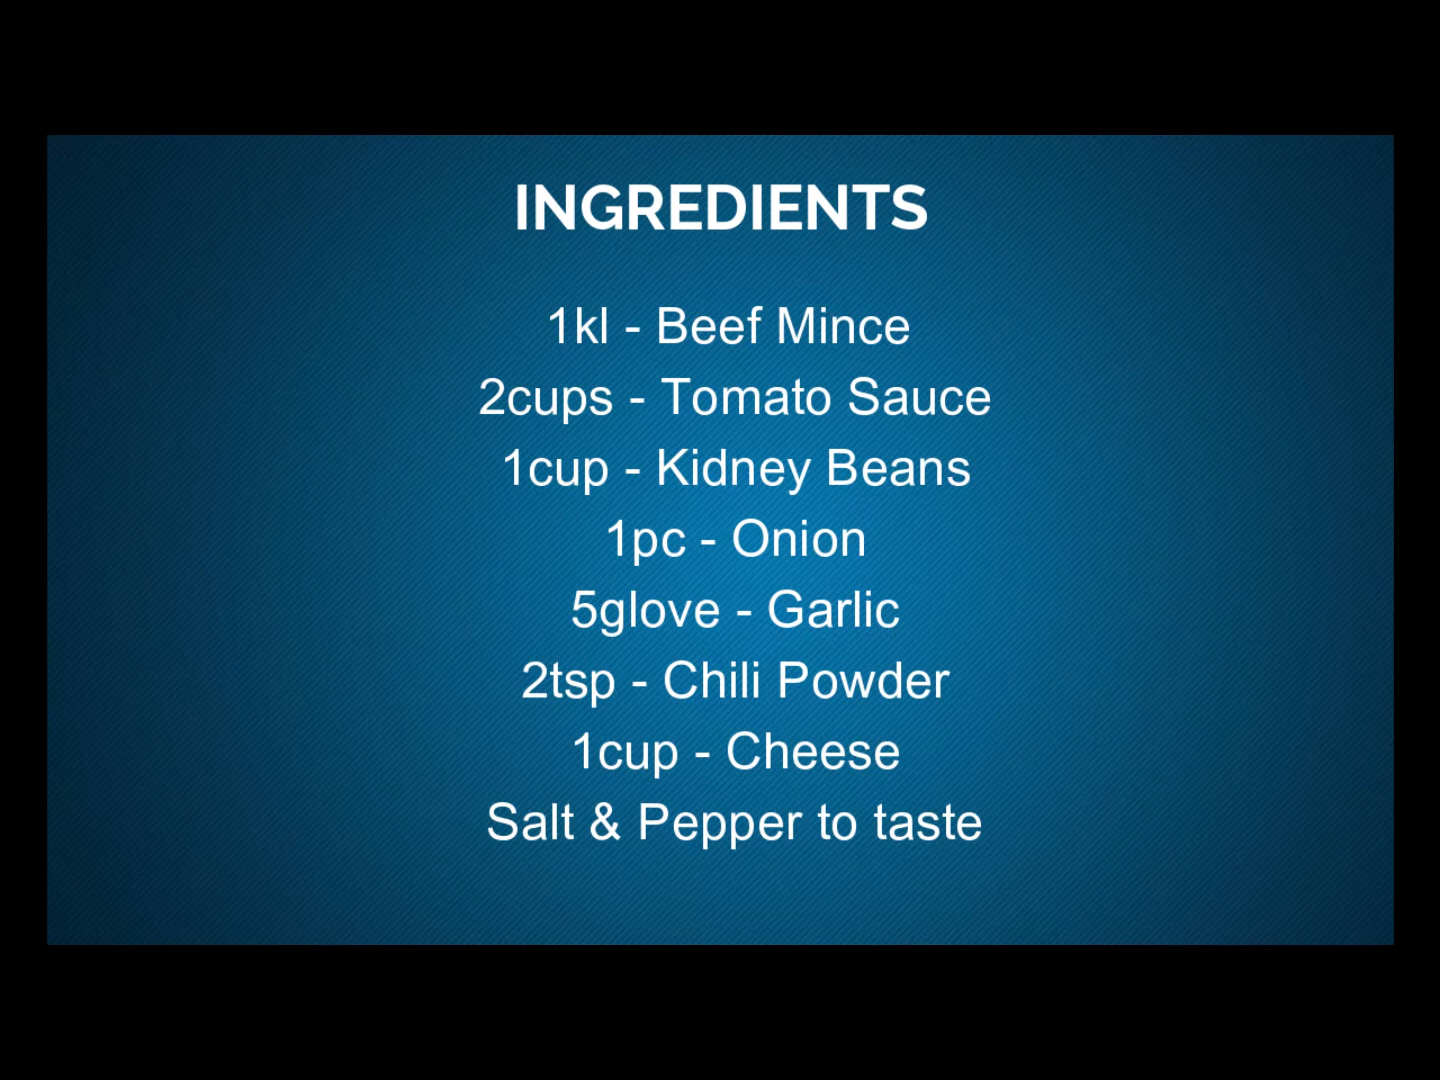 INGREDIENTS
1kl - Beef Mince
2cups - Tomato Sauce
1cup - Kidney Beans
1pc - Onion
5glove - Garlic
2tsp - Chili Powder
1cup - Cheese
Salt & Pepper to taste